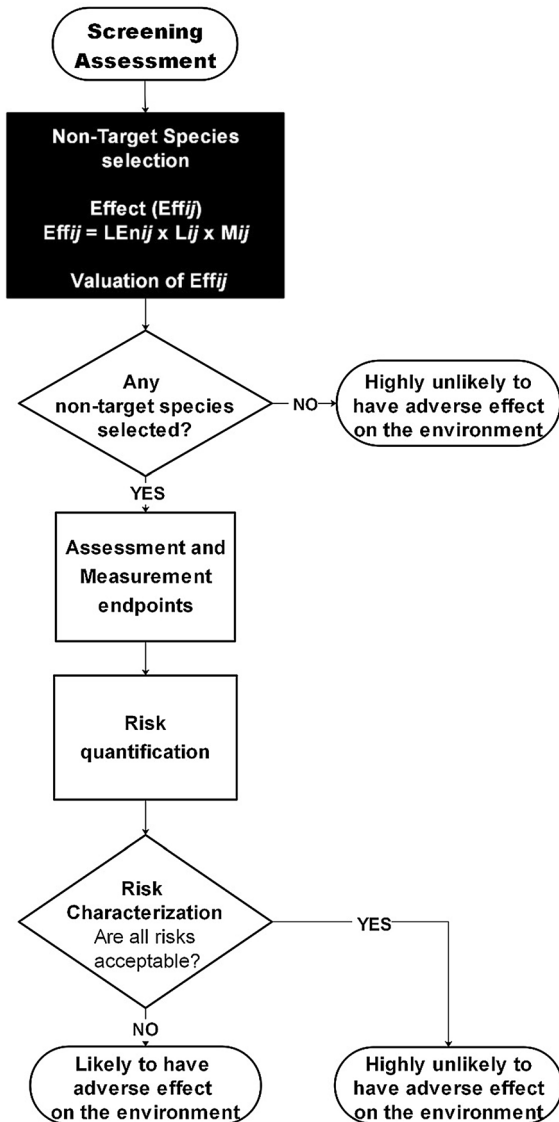 Screening
Assessment
Non-Target Species
selection
Effect (Effij)
Effij = LEnij x Lij x Mij
Valuation of Effij
Any
non-target species
selected?
NO
Highly unlikely to
have adverse effect
on the environment
YES
Assessment and
Measurement
endpoints
Risk
quantification
Risk
Characterization
Are all risks
acceptable?
YES
NO
Likely to have
adverse effect
on the environment
Highly unlikely to
have adverse effect
on the environment